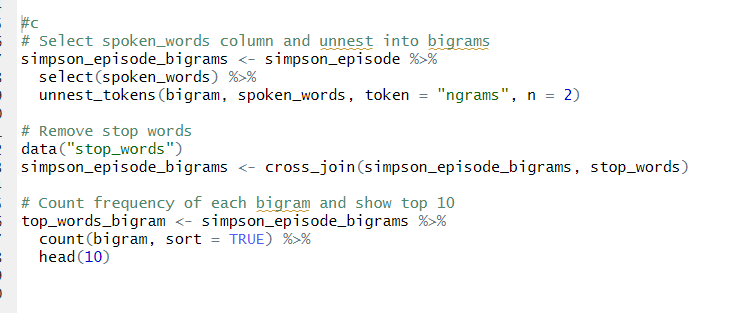 #c
# Select spoken_words column and unnest into bigrams
simpson_episode_bigrams <- simpson_episode %>%
  select(spoken_words) %>%
  unnest_tokens(bigram, spoken_words, token = "ngrams", n = 2)
# Remove stop words
data("stop_words")
simpson_episode_bigrams <- cross_join(simpson_episode_bigrams, stop_words)
# Count frequency of each bigram and show top 10
top_words_bigram <- simpson_episode_bigrams %>%
  count(bigram, sort = TRUE) %>%
  head(10)